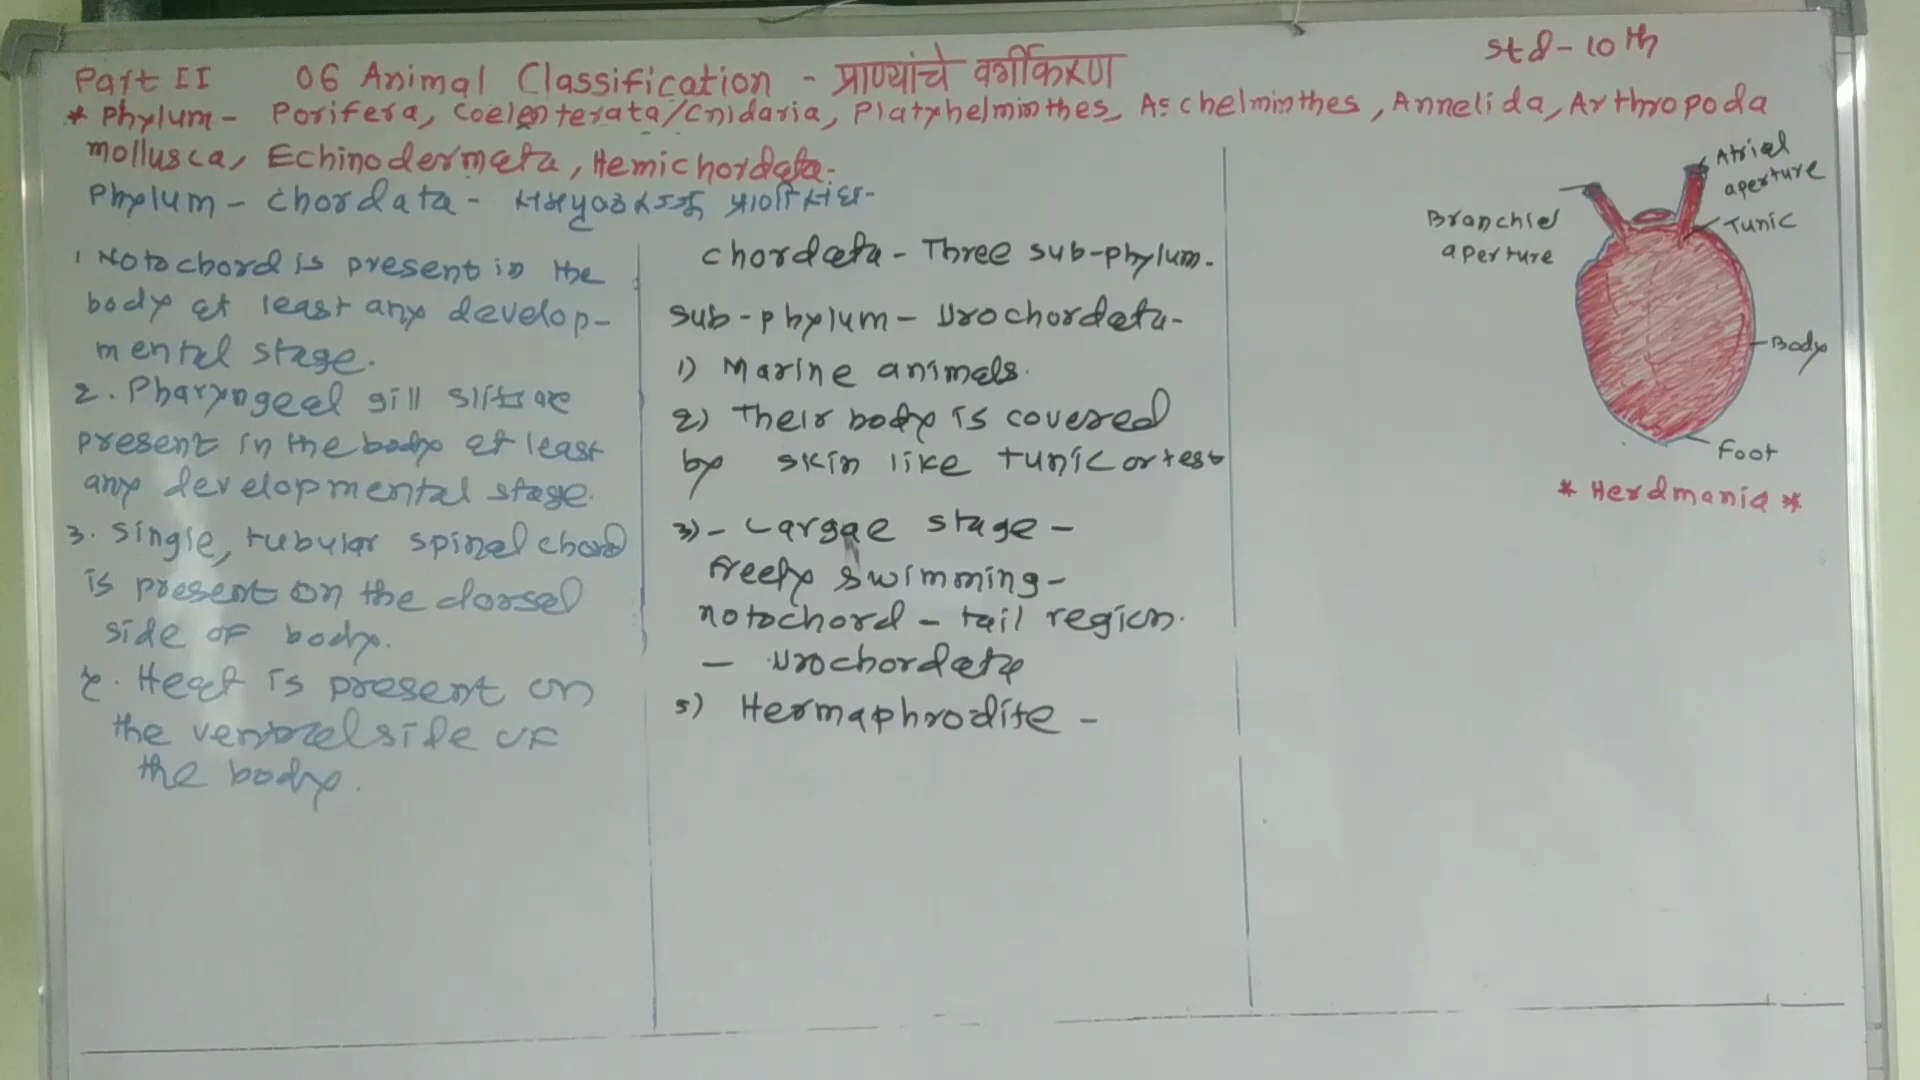 Std - 10th
Part II 06 Animal Classification - प्राण्यांचे वर्गीकरण
* Phylum - Porifera, Coelenterata/Cnidaria, Platyhelminthes, Aschelminthes, Annelida, Arthropoda
Mollusca, Echinodermata, Hemichordata.
Phylum - Chordata - समपृष्ठरज्जू प्राणिसंघ-
1 Notochord is present in the
body at least any develop-
mental stage.
2. Pharyngeal gill slits are
present in the body at least
any developmental stage.
3. Single, tubular spinal chord
is present on the dorsal
side of body.
४. Heart is present on
the ventral side of
the body.
Chordata - Three sub-phylum.
Sub-phylum - Urochordata-
1) Marine animals.
2) Their body is covered
by skin like tunic or test
3) - Largae stage -
freely swimming-
notochord - tail region.
- Urochordata
5) Hermaphrodite -
Atrial
aperture
Branchial
aperture
Tunic
Body
Foot
* Herdmania *